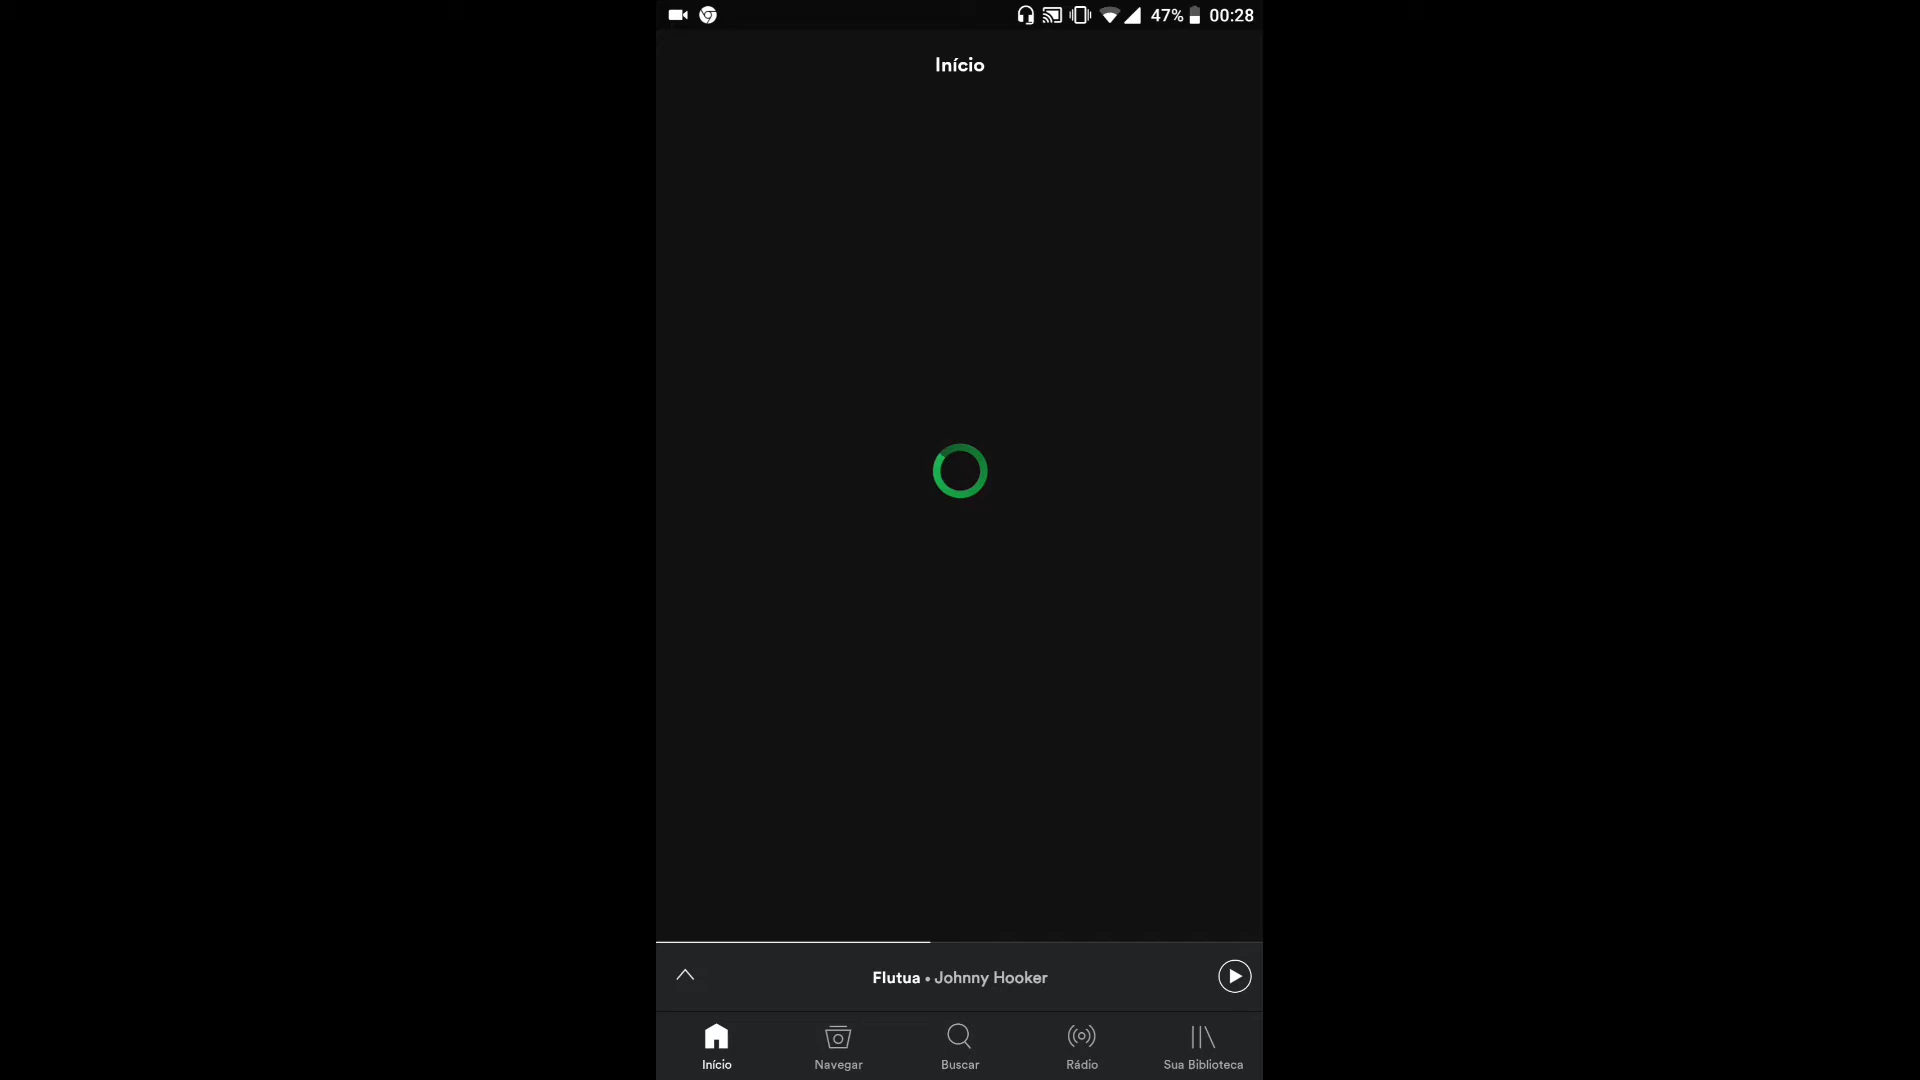 47% 00:28
Início
Flutua • Johnny Hooker
Início Navegar Buscar Rádio Sua Biblioteca